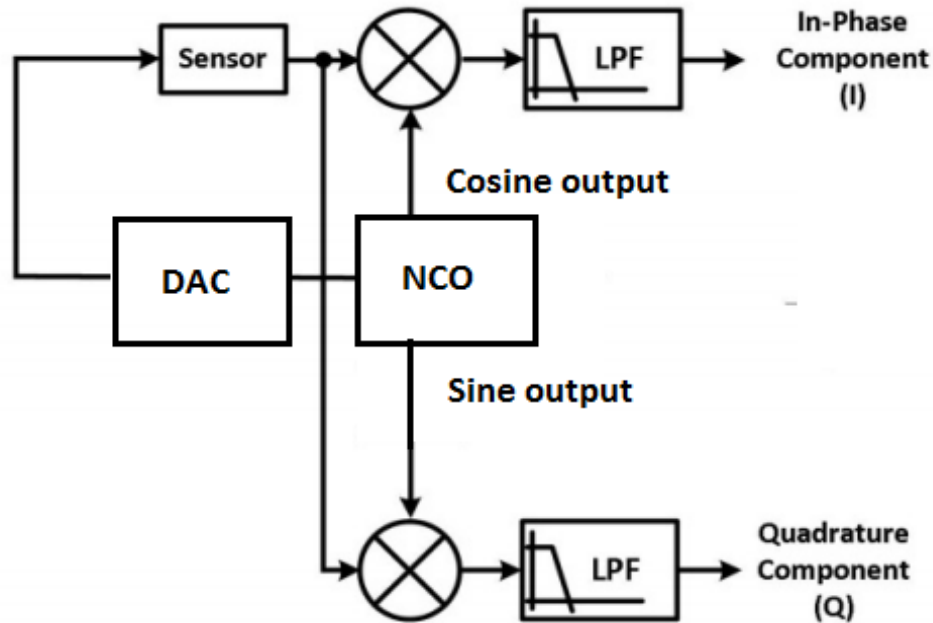 Sensor
LPF
In-Phase
Component
(I)
Cosine output
DAC
NCO
Sine output
LPF
Quadrature
Component
(Q)